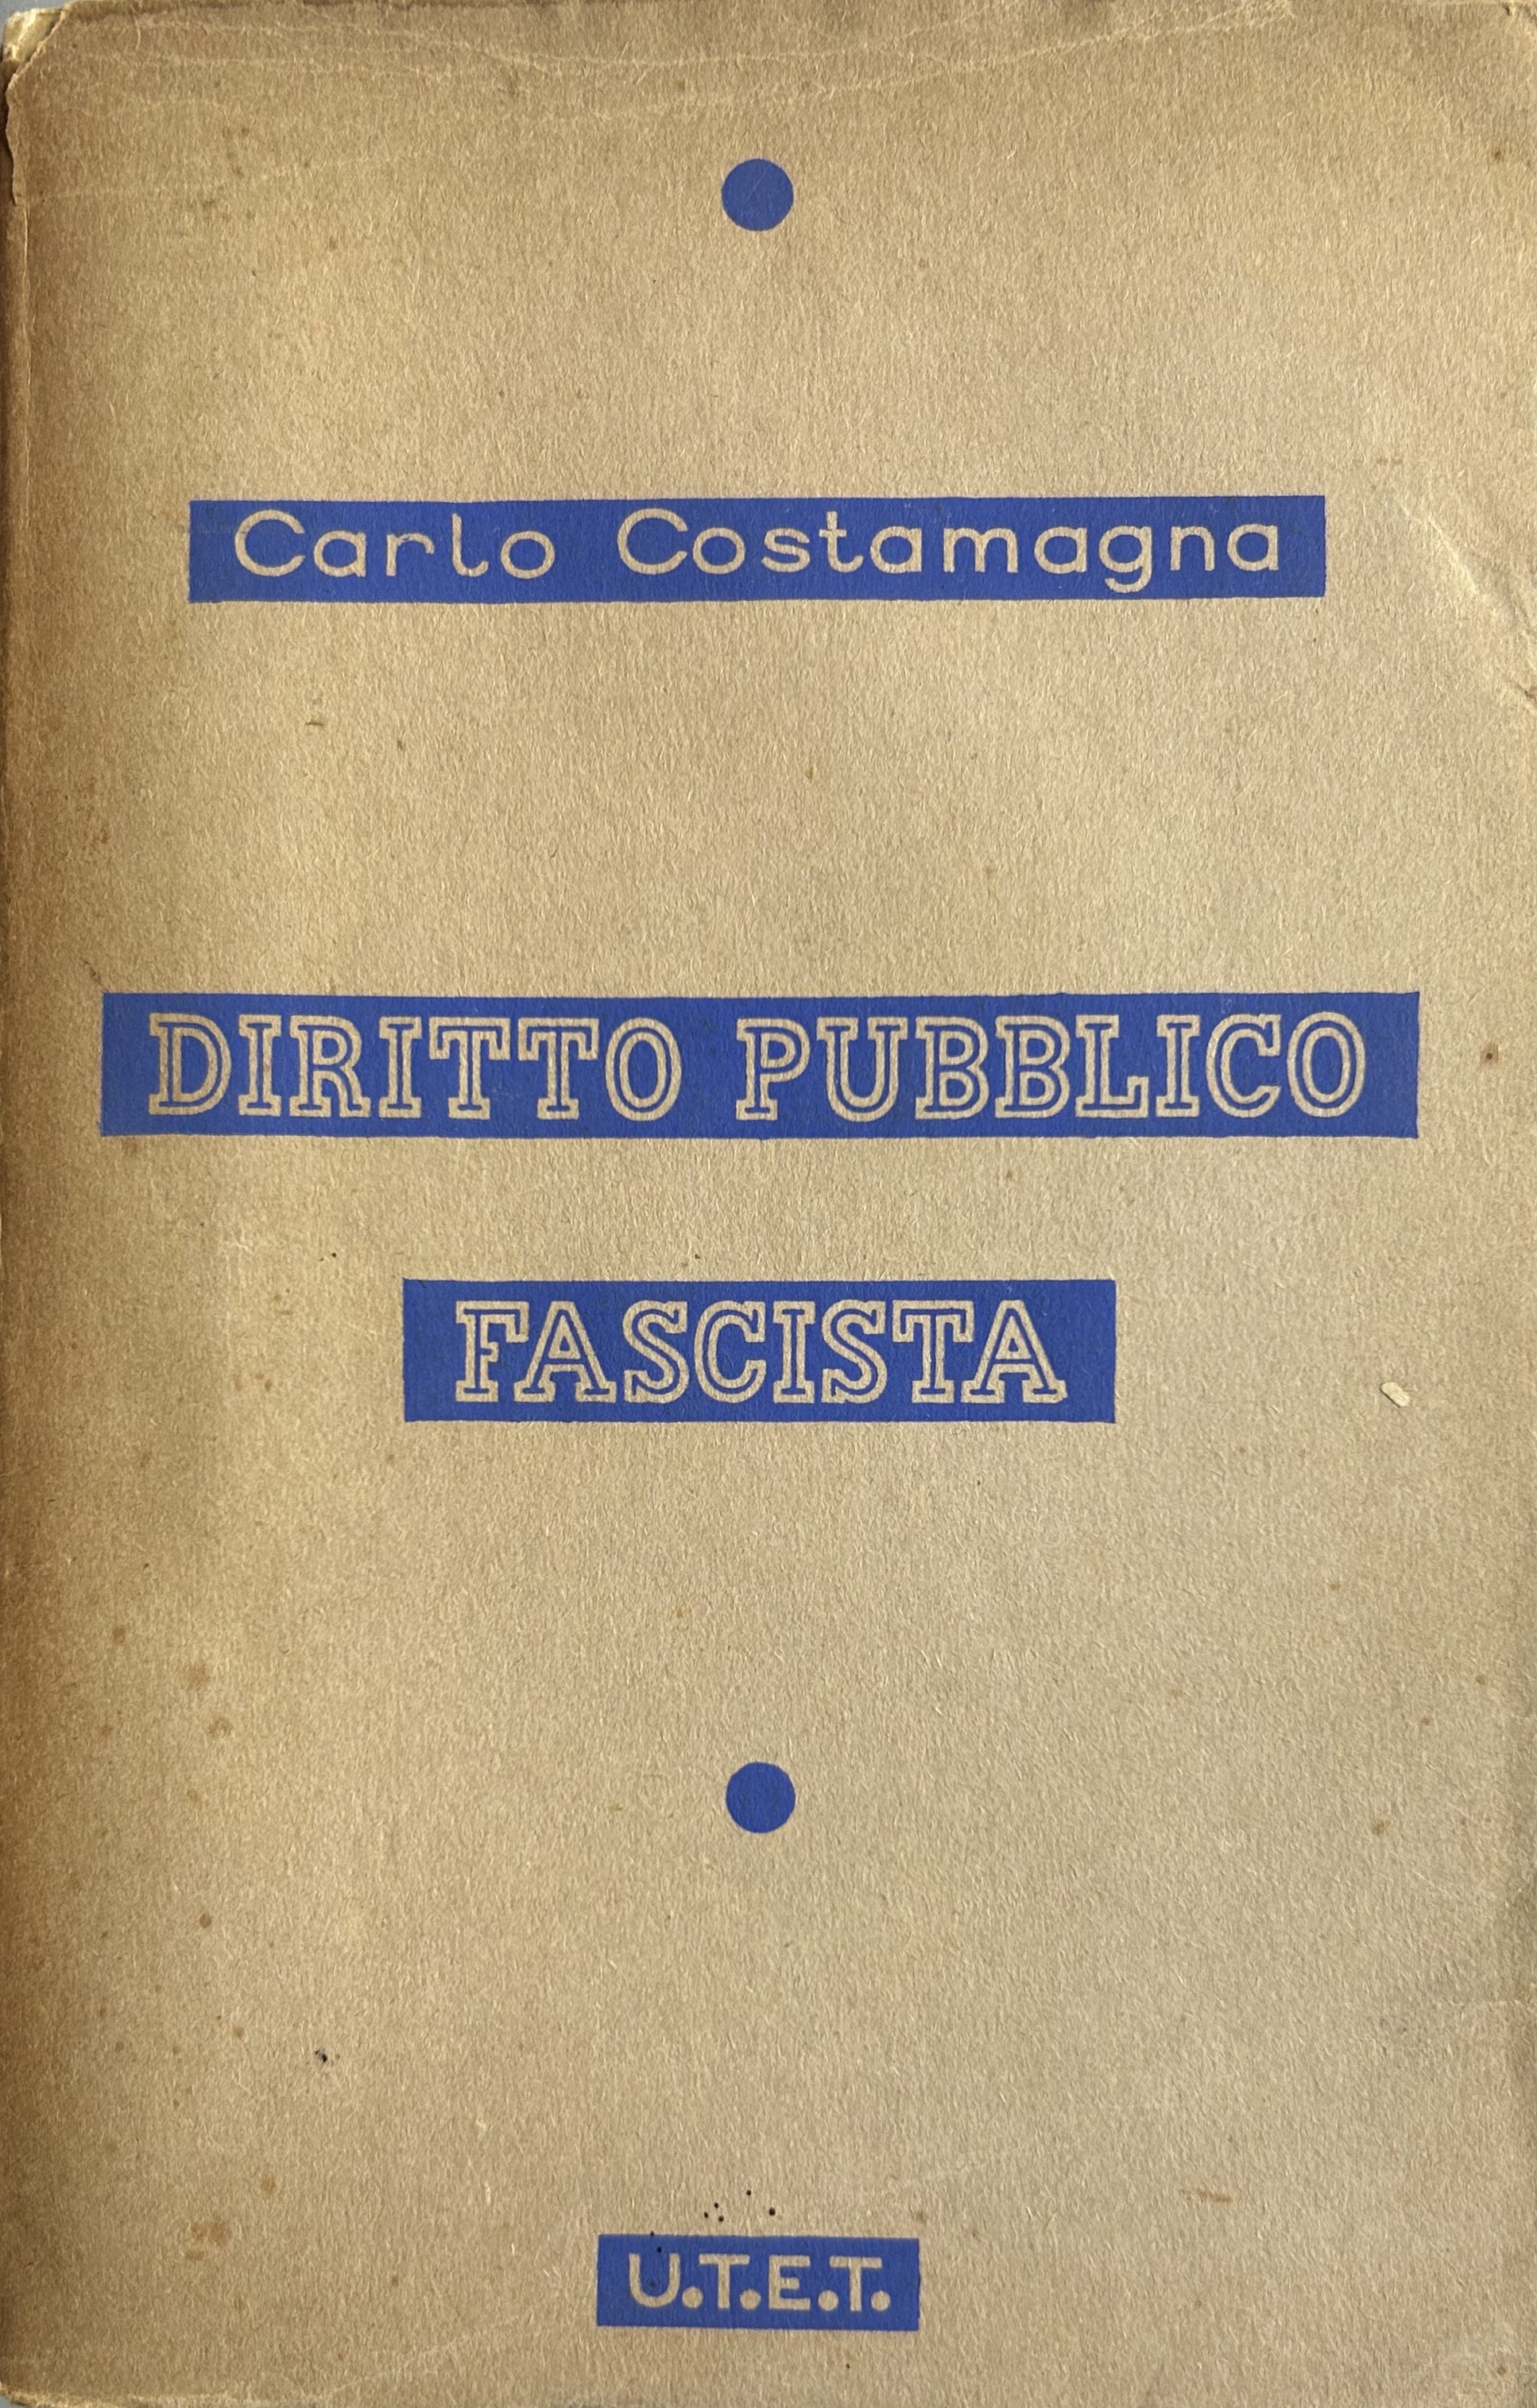 Carlo Costamagna
DIRITTO PUBBLICO
FASCISTA
U.T.E.T.